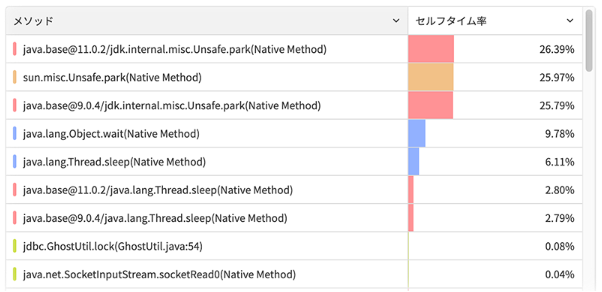 メソッド セルフタイム率
java.base@11.0.2/jdk.internal.misc.Unsafe.park(Native Method) 26.39%
sun.misc.Unsafe.park(Native Method) 25.97%
java.base@9.0.4/jdk.internal.misc.Unsafe.park(Native Method) 25.79%
java.lang.Object.wait(Native Method) 9.78%
java.lang.Thread.sleep(Native Method) 6.11%
java.base@11.0.2/java.lang.Thread.sleep(Native Method) 2.80%
java.base@9.0.4/java.lang.Thread.sleep(Native Method) 2.79%
jdbc.GhostUtil.lock(GhostUtil.java:54) 0.08%
java.net.SocketInputStream.socketRead0(Native Method) 0.04%